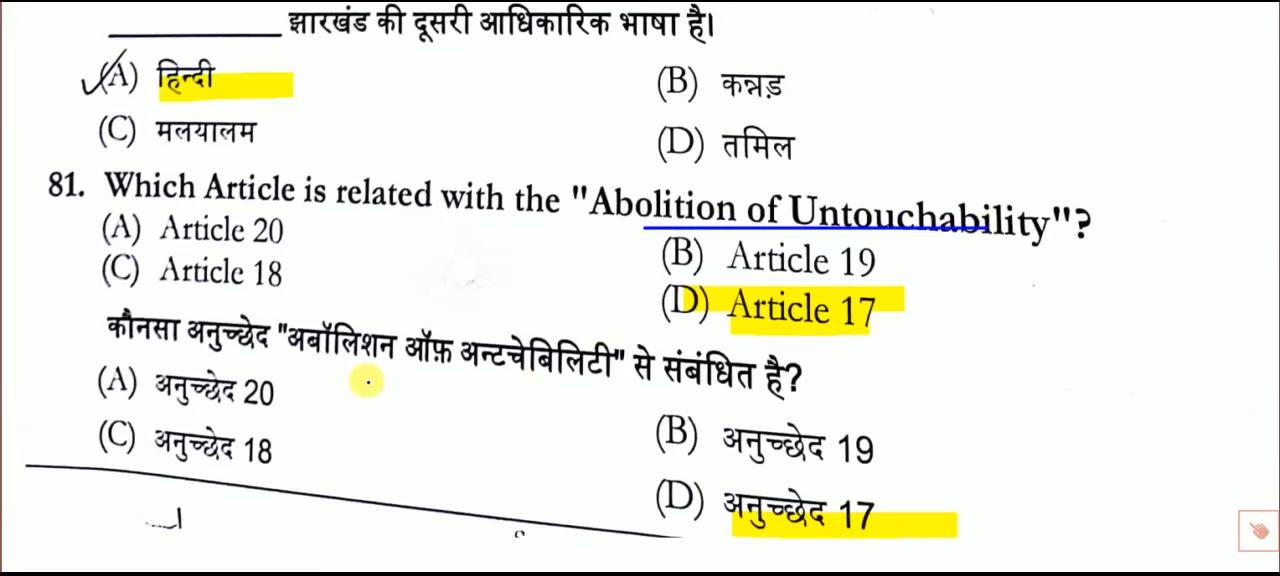 __________ झारखंड की दूसरी आधिकारिक भाषा है।
(A) हिन्दी (B) कन्नड़
(C) मलयालम (D) तमिल
81. Which Article is related with the "Abolition of Untouchability"?
(A) Article 20 (B) Article 19
(C) Article 18 (D) Article 17
कौनसा अनुच्छेद "अबॉलिशन ऑफ़ अन्टचेबिलिटी" से संबंधित है?
(A) अनुच्छेद 20 (B) अनुच्छेद 19
(C) अनुच्छेद 18 (D) अनुच्छेद 17